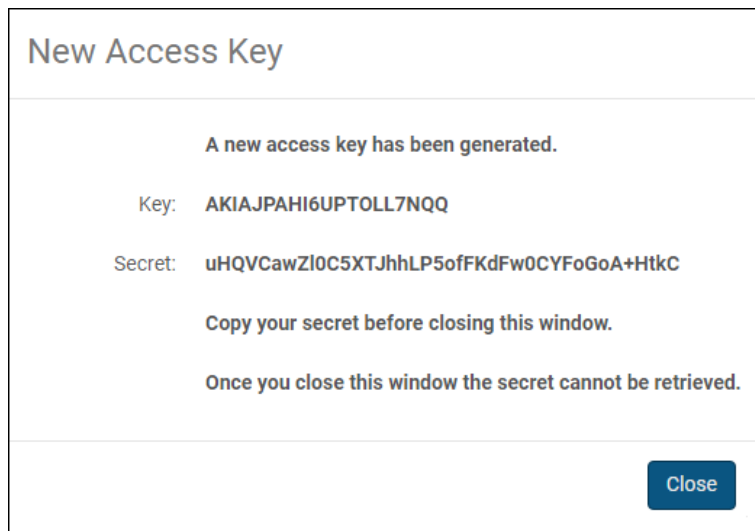 New Access Key
A new access key has been generated.
Key: AKIAJPAHI6UPTOLL7NQQ
Secret: uHQVCawZl0C5XTJhhLP5ofFKdFw0CYFoGoA+HtkC
Copy your secret before closing this window.
Once you close this window the secret cannot be retrieved.
Close